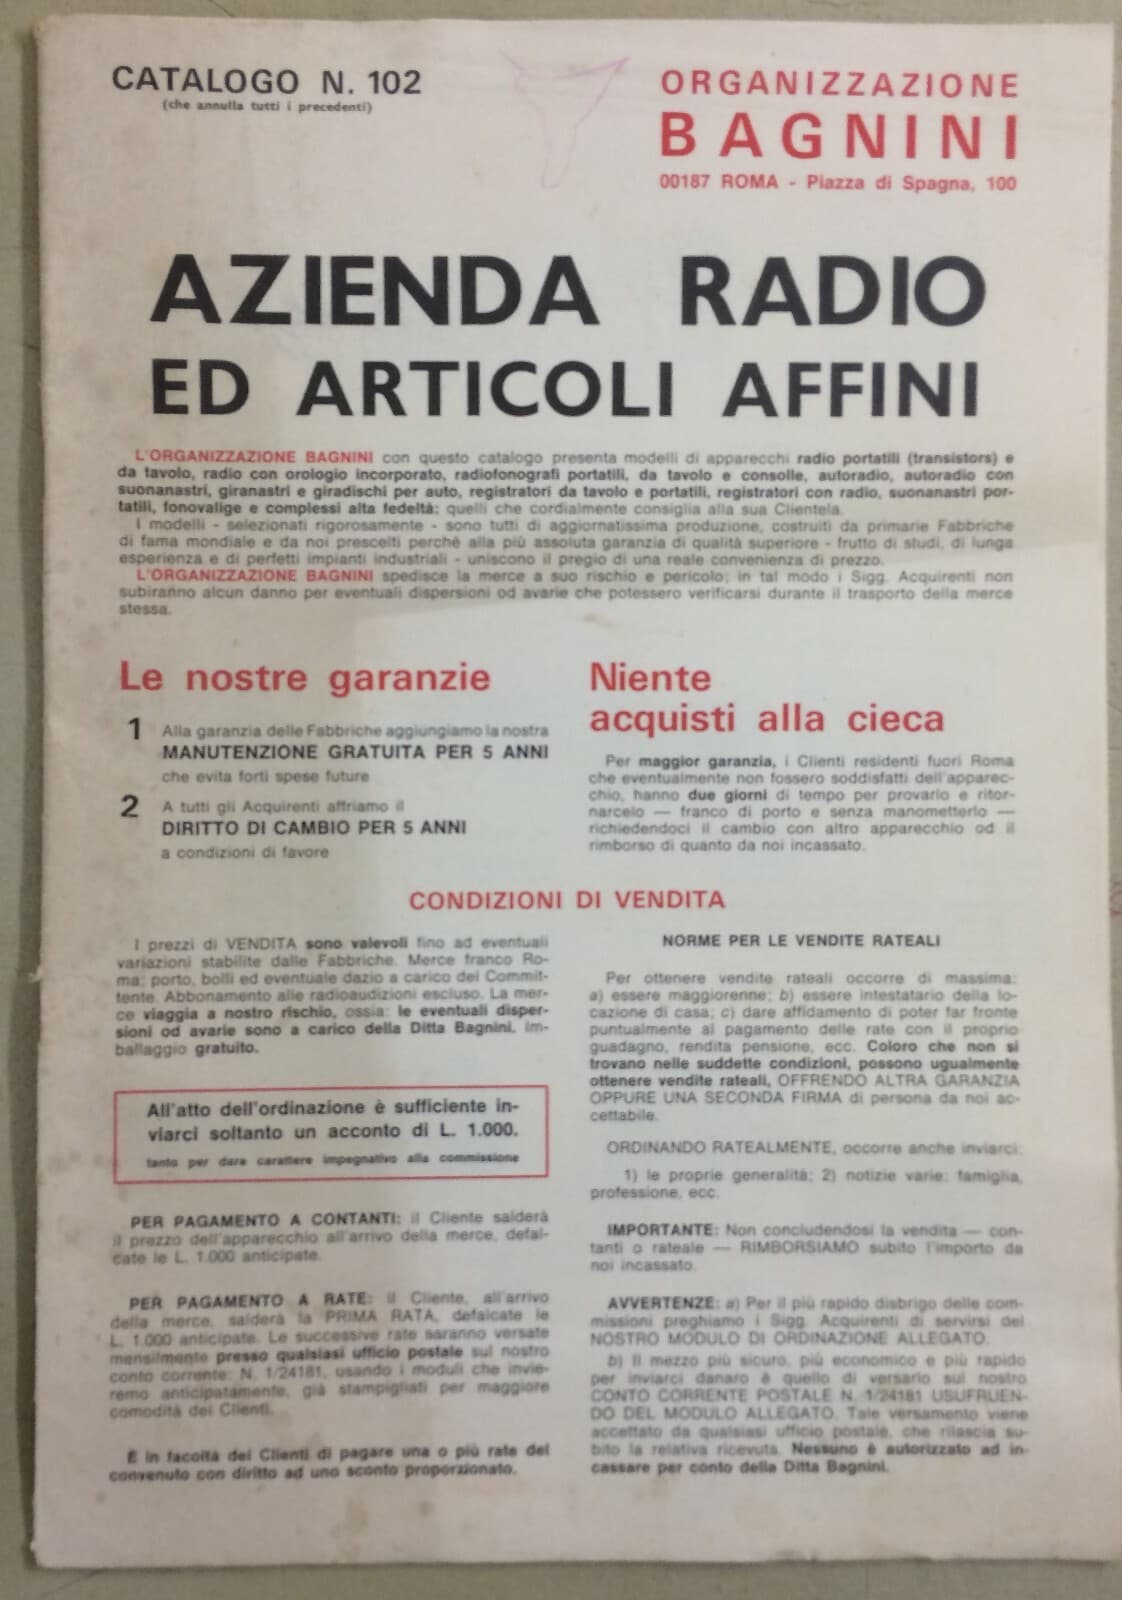 CATALOGO N. 102
(che annulla tutti i precedenti)
ORGANIZZAZIONE
BAGNINI
00187 ROMA - Piazza di Spagna, 100
AZIENDA RADIO
ED ARTICOLI AFFINI
L'ORGANIZZAZIONE BAGNINI con questo catalogo presenta modelli di apparecchi radio portatili (transistors) e
da tavolo, radio con orologio incorporato, radiofonografi portatili, da tavolo e consolle, autoradio, autoradio con
suonanastri, giranastri e giradischi per auto, registratori da tavolo e portatili, registratori con radio, suonanastri por-
tatili, fonovalige e complessi alta fedeltà: quelli che cordialmente consiglia alla sua Clientela.
I modelli - selezionati rigorosamente - sono tutti di aggiornatissima produzione, costruiti da primarie Fabbriche
di fama mondiale e da noi prescelti perché alla più assoluta garanzia di qualità superiore - frutto di studi, di lunga
esperienza e di perfetti impianti industriali - uniscono il pregio di una reale convenienza di prezzo.
L'ORGANIZZAZIONE BAGNINI spedisce la merce a suo rischio e pericolo; in tal modo i Sigg. Acquirenti non
subiranno alcun danno per eventuali dispersioni od avarie che potessero verificarsi durante il trasporto della merce
stessa.
Le nostre garanzie
1 Alla garanzia delle Fabbriche aggiungiamo la nostra
MANUTENZIONE GRATUITA PER 5 ANNI
che evita forti spese future
2 A tutti gli Acquirenti offriamo il
DIRITTO DI CAMBIO PER 5 ANNI
a condizioni di favore
Niente
acquisti alla cieca
Per maggior garanzia, i Clienti residenti fuori Roma
che eventualmente non fossero soddisfatti dell'apparec-
chio, hanno due giorni di tempo per provarlo e ritor-
narcelo — franco di porto e senza manometterlo —
richiedendoci il cambio con altro apparecchio od il
rimborso di quanto da noi incassato.
CONDIZIONI DI VENDITA
I prezzi di VENDITA sono valevoli fino ad eventuali
variazioni stabilite dalle Fabbriche. Merce franco Ro-
ma; porto, bolli ed eventuale dazio a carico del Commit-
tente. Abbonamento alle radioaudizioni escluso. La mer-
ce viaggia a nostro rischio, ossia: le eventuali disper-
sioni od avarie sono a carico della Ditta Bagnini. Im-
ballaggio gratuito.
All'atto dell'ordinazione è sufficiente in-
viarci soltanto un acconto di L. 1.000.
tanto per dare carattere impegnativo alla commissione
PER PAGAMENTO A CONTANTI: il Cliente salderà
il prezzo dell'apparecchio all'arrivo della merce, defal-
cate le L. 1.000 anticipate.
PER PAGAMENTO A RATE: il Cliente, all'arrivo
della merce, salderà la PRIMA RATA, defalcate le
L. 1.000 anticipate. Le successive rate saranno versate
mensilmente presso qualsiasi ufficio postale sul nostro
conto corrente: N. 1/24181, usando i moduli che invie-
remo anticipatamente, già stampigliati per maggiore
comodità dei Clienti.
È in facoltà dei Clienti di pagare una o più rate del
convenuto con diritto ad uno sconto proporzionato.
NORME PER LE VENDITE RATEALI
Per ottenere vendite rateali occorre di massima:
a) essere maggiorenne; b) essere intestatario della lo-
cazione di casa; c) dare affidamento di poter far fronte
puntualmente al pagamento delle rate con il proprio
guadagno, rendita pensione, ecc. Coloro che non si
trovano nelle suddette condizioni, possono ugualmente
ottenere vendite rateali, OFFRENDO ALTRA GARANZIA
OPPURE UNA SECONDA FIRMA di persona da noi ac-
cettabile.
ORDINANDO RATEALMENTE, occorre anche inviarci:
1) le proprie generalità; 2) notizie varie: famiglia,
professione, ecc.
IMPORTANTE: Non concludendosi la vendita — con-
tanti o rateale — RIMBORSIAMO subito l'importo da
noi incassato.
AVVERTENZE: a) Per il più rapido disbrigo delle com-
missioni preghiamo i Sigg. Acquirenti di servirsi del
NOSTRO MODULO DI ORDINAZIONE ALLEGATO.
b) Il mezzo più sicuro, più economico e più rapido
per inviarci danaro è quello di versarlo sul nostro
CONTO CORRENTE POSTALE N. 1/24181 USUFRUEN-
DO DEL MODULO ALLEGATO. Tale versamento viene
accettato da qualsiasi ufficio postale, che rilascia su-
bito la relativa ricevuta. Nessuno è autorizzato ad in-
cassare per conto della Ditta Bagnini.